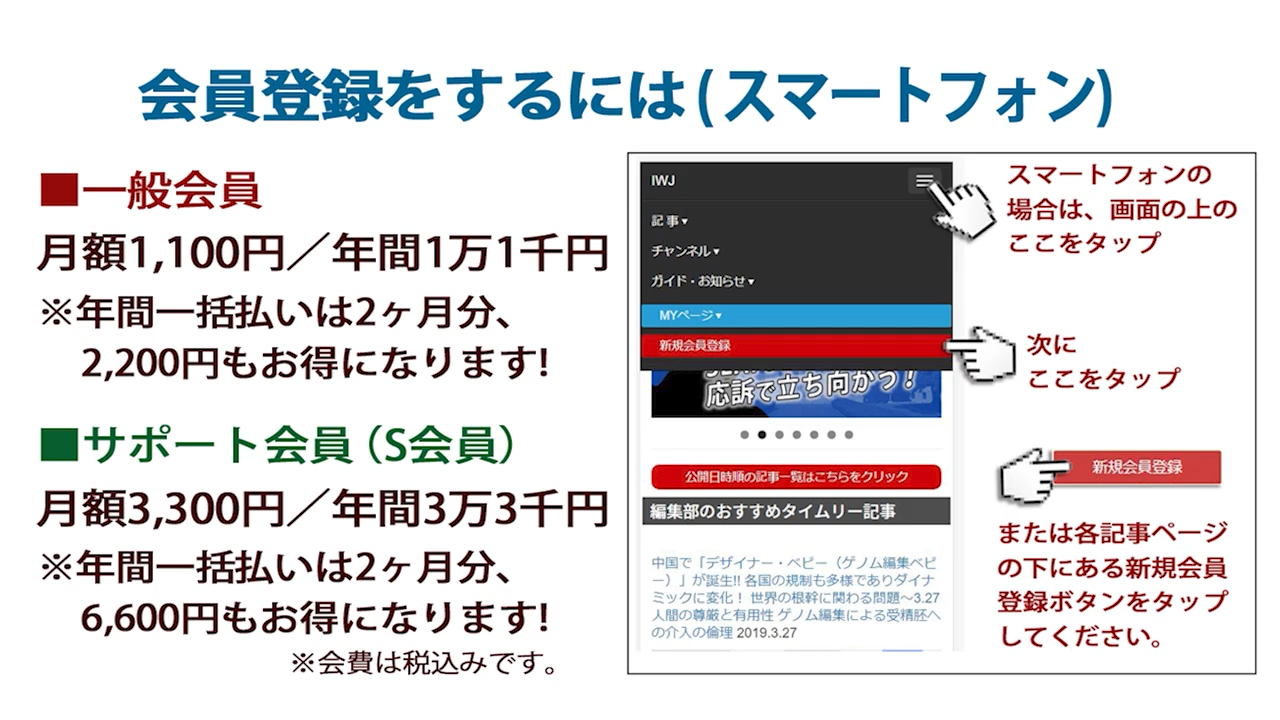 会員登録をするには(スマートフォン)
■一般会員
月額1,100円／年間1万1千円
※年間一括払いは2ヶ月分、
2,200円もお得になります!
■サポート会員（S会員）
月額3,300円／年間3万3千円
※年間一括払いは2ヶ月分、
6,600円もお得になります!
※会費は税込みです。
IWJ
記事▾
チャンネル▾
ガイド・お知らせ▾
MYページ▾
新規会員登録
応訴で立ち向かう！
公開日時順の記事一覧はこちらをクリック
編集部のおすすめタイムリー記事
中国で「デザイナー・ベビー（ゲノム編集ベビ
ー）」が誕生!! 各国の規制も多様でありダイナ
ミックに変化！ 世界の根幹に関わる問題～3.27
人間の尊厳と有用性 ゲノム編集による受精胚へ
の介入の倫理 2019.3.27
スマートフォンの
場合は、画面の上の
ここをタップ
次に
ここをタップ
新規会員登録
または各記事ページ
の下にある新規会員
登録ボタンをタップ
してください。